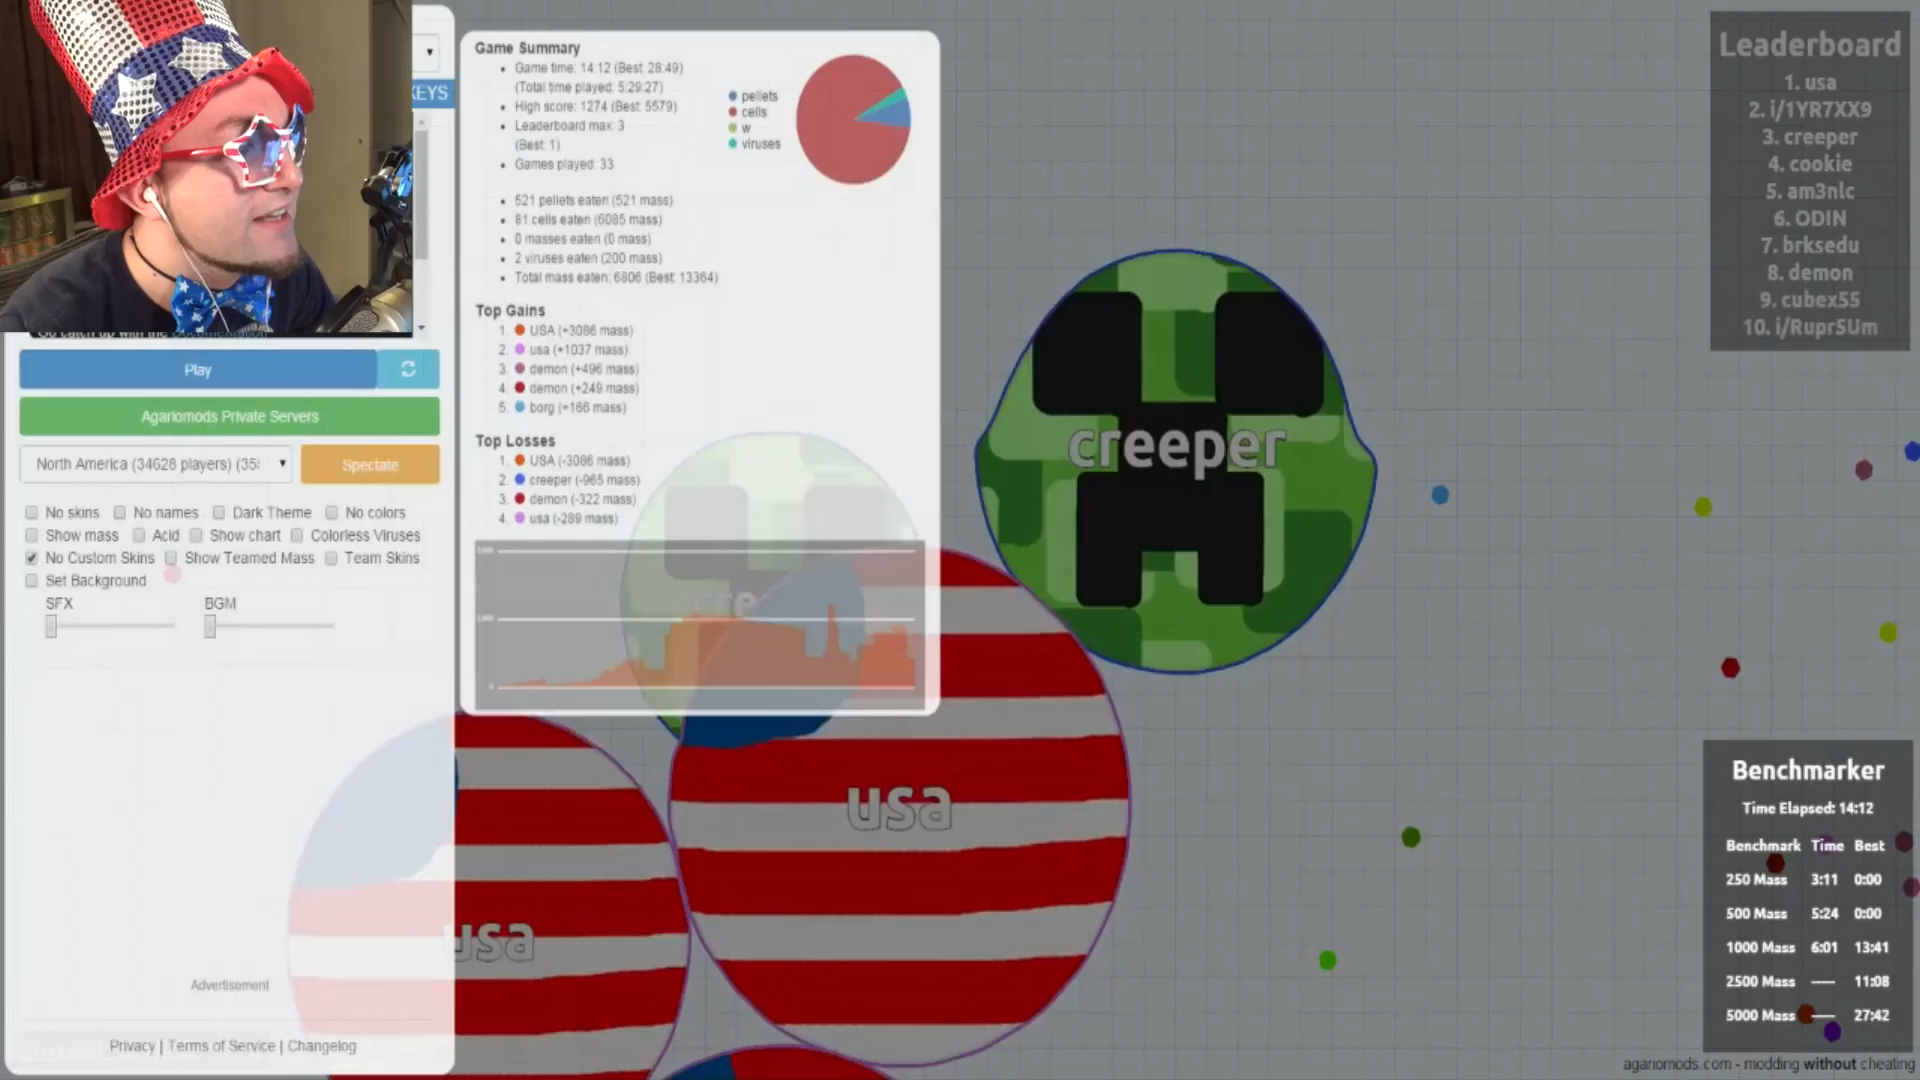 KEYS
Go catch up with the Documentation
Play
Agariomods Private Servers
North America (34628 players) (35
Spectate
No skins No names Dark Theme No colors
Show mass Acid Show chart Colorless Viruses
No Custom Skins Show Teamed Mass Team Skins
Set Background
SFX BGM
Advertisement
Privacy | Terms of Service | Changelog
Game Summary
Game time: 14:12 (Best: 28:49)
(Total time played: 5:29:27)
High score: 1274 (Best: 5579)
Leaderboard max: 3
(Best: 1)
Games played: 33
pellets
cells
w
viruses
521 pellets eaten (521 mass)
81 cells eaten (6085 mass)
0 masses eaten (0 mass)
2 viruses eaten (200 mass)
Total mass eaten: 6806 (Best: 13364)
Top Gains
1. USA (+3086 mass)
2. usa (+1037 mass)
3. demon (+496 mass)
4. demon (+249 mass)
5. borg (+166 mass)
Top Losses
1. USA (-3086 mass)
2. creeper (-965 mass)
3. demon (-322 mass)
4. usa (-289 mass)
0
creeper
usa
usa
Leaderboard
1. usa
2. i/1YR7XX9
3. creeper
4. cookie
5. am3nlc
6. ODIN
7. brksedu
8. demon
9. cubex55
10. i/Rupr5Um
Benchmarker
Time Elapsed: 14:12
Benchmark Time Best
250 Mass 3:11 0:00
500 Mass 5:24 0:00
1000 Mass 6:01 13:41
2500 Mass —— 11:08
5000 Mass —— 27:42
agariomods.com - modding without cheating